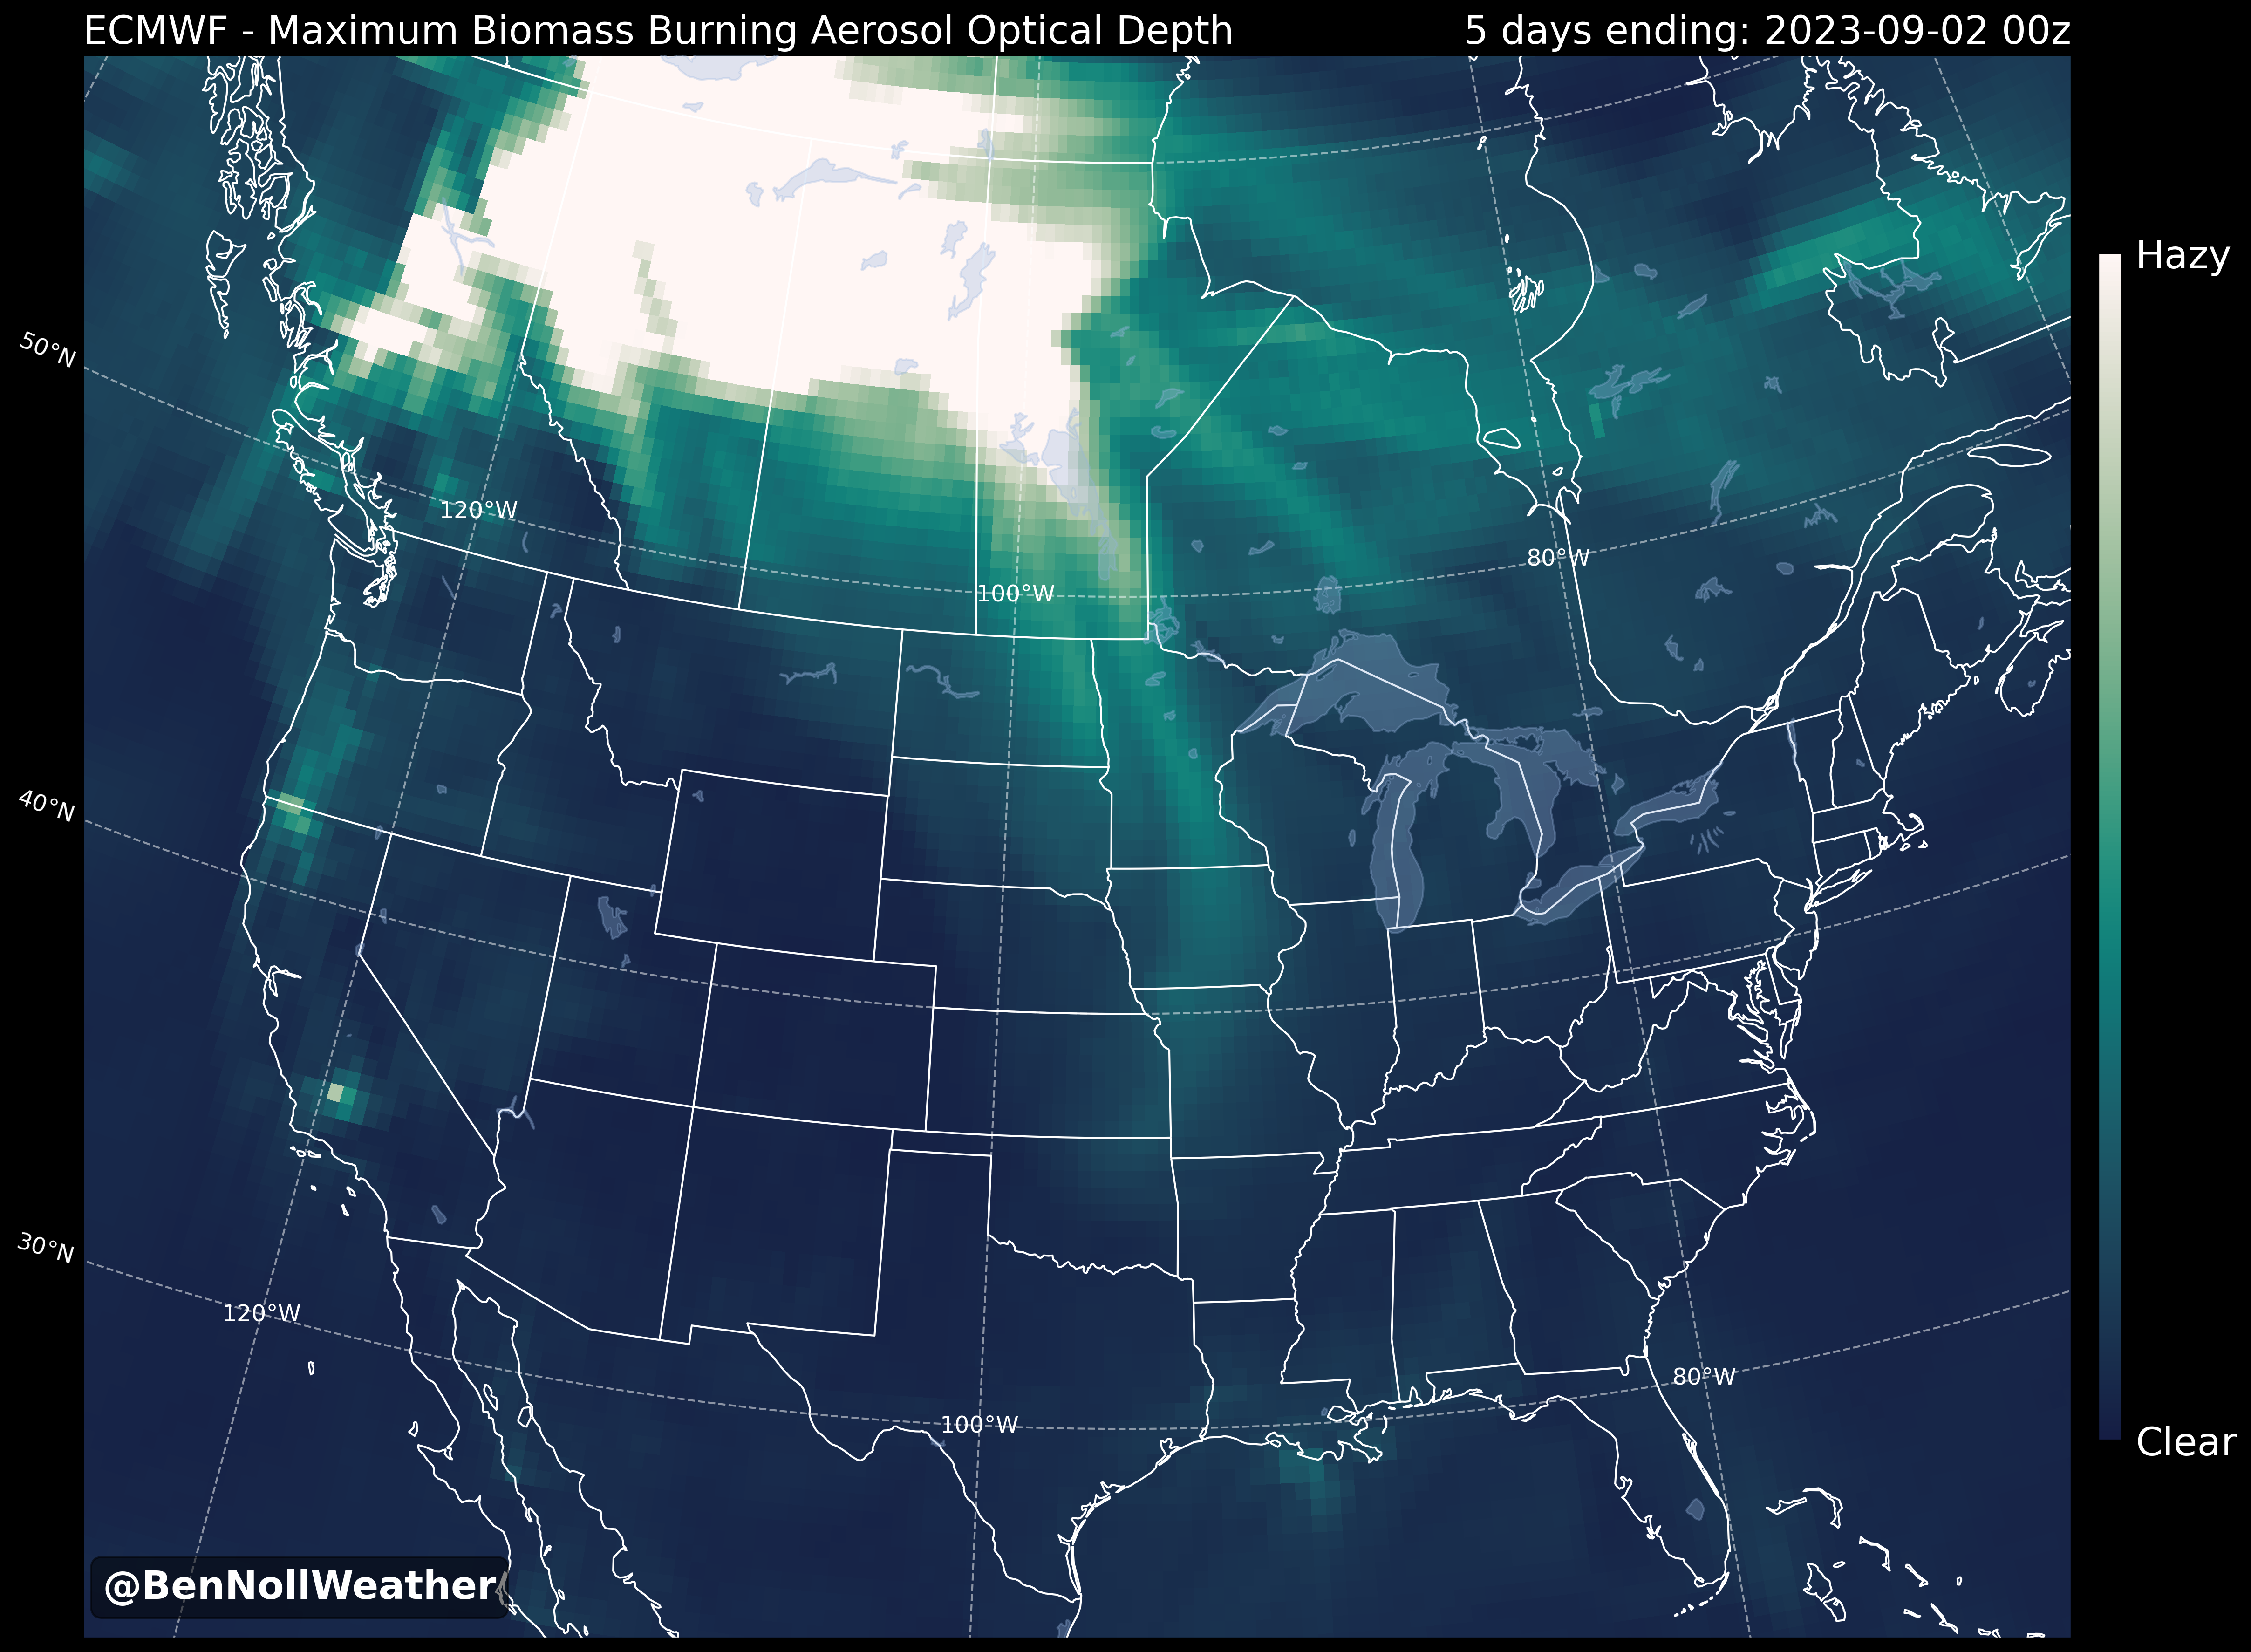 ECMWF - Maximum Biomass Burning Aerosol Optical Depth
5 days ending: 2023-09-02 00z
Hazy
50°N
120°W
80°W
100°W
40°N
30°N
120°W
80°W
100°W
Clear
@BenNollWeather